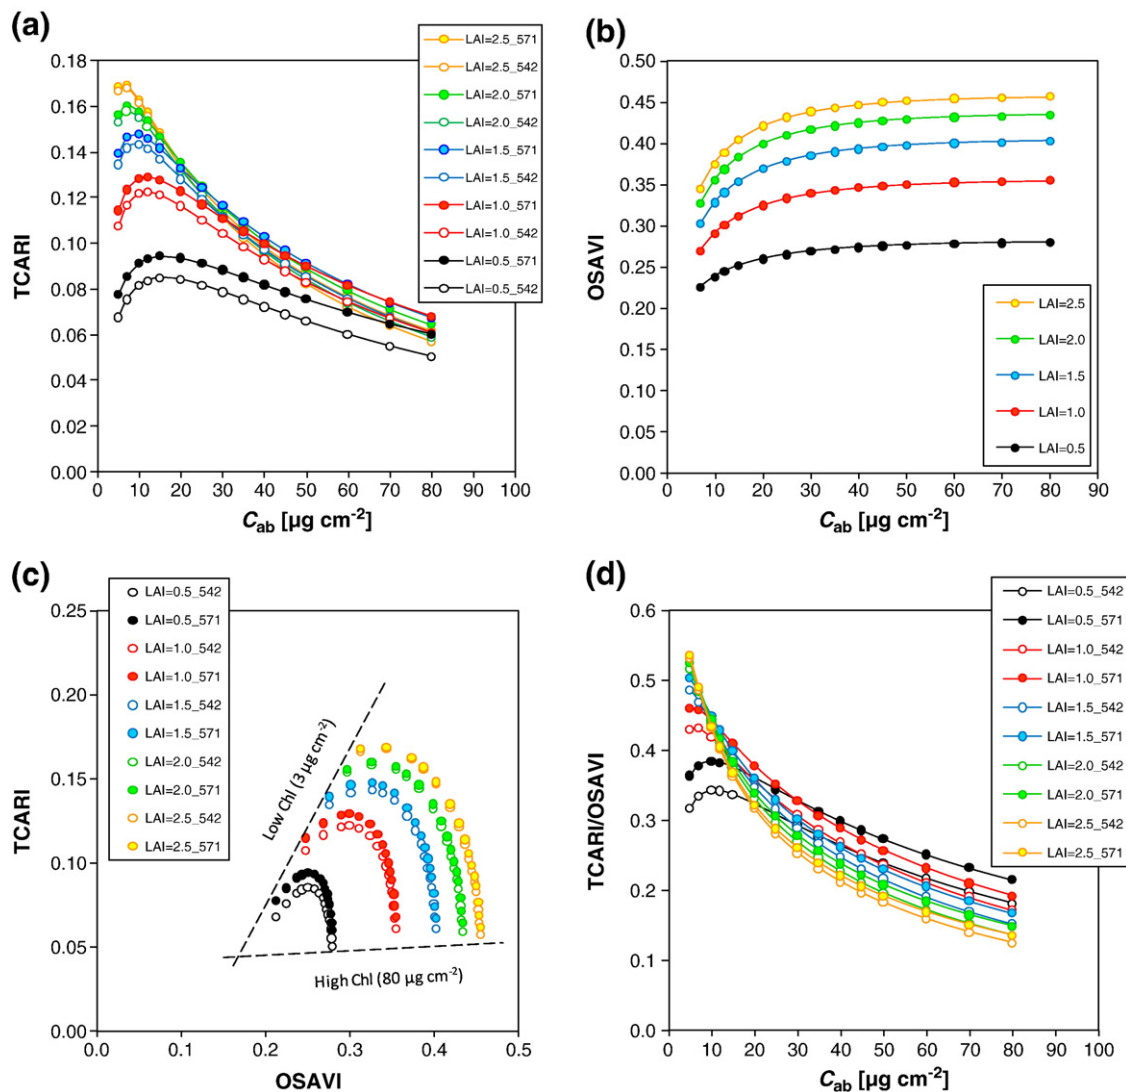 (a)
TCARI
0.18
0.16
0.14
0.12
0.10
0.08
0.06
0.04
0.02
0.00
0 10 20 30 40 50 60 70 80 90 100
Cab [µg cm-2]
LAI=2.5_571
LAI=2.5_542
LAI=2.0_571
LAI=2.0_542
LAI=1.5_571
LAI=1.5_542
LAI=1.0_571
LAI=1.0_542
LAI=0.5_571
LAI=0.5_542
(b)
OSAVI
0.50
0.45
0.40
0.35
0.30
0.25
0.20
0.15
0.10
0.05
0.00
0 10 20 30 40 50 60 70 80 90
Cab [µg cm-2]
LAI=2.5
LAI=2.0
LAI=1.5
LAI=1.0
LAI=0.5
(c)
TCARI
0.25
0.20
0.15
0.10
0.05
0.00
0.0 0.1 0.2 0.3 0.4 0.5
OSAVI
LAI=0.5_542
LAI=0.5_571
LAI=1.0_542
LAI=1.0_571
LAI=1.5_542
LAI=1.5_571
LAI=2.0_542
LAI=2.0_571
LAI=2.5_542
LAI=2.5_571
Low Chl (3 µg cm-2)
High Chl (80 µg cm-2)
(d)
TCARI/OSAVI
0.6
0.5
0.4
0.3
0.2
0.1
0.0
0 10 20 30 40 50 60 70 80 90 100
Cab [µg cm-2]
LAI=0.5_542
LAI=0.5_571
LAI=1.0_542
LAI=1.0_571
LAI=1.5_542
LAI=1.5_571
LAI=2.0_542
LAI=2.0_571
LAI=2.5_542
LAI=2.5_571